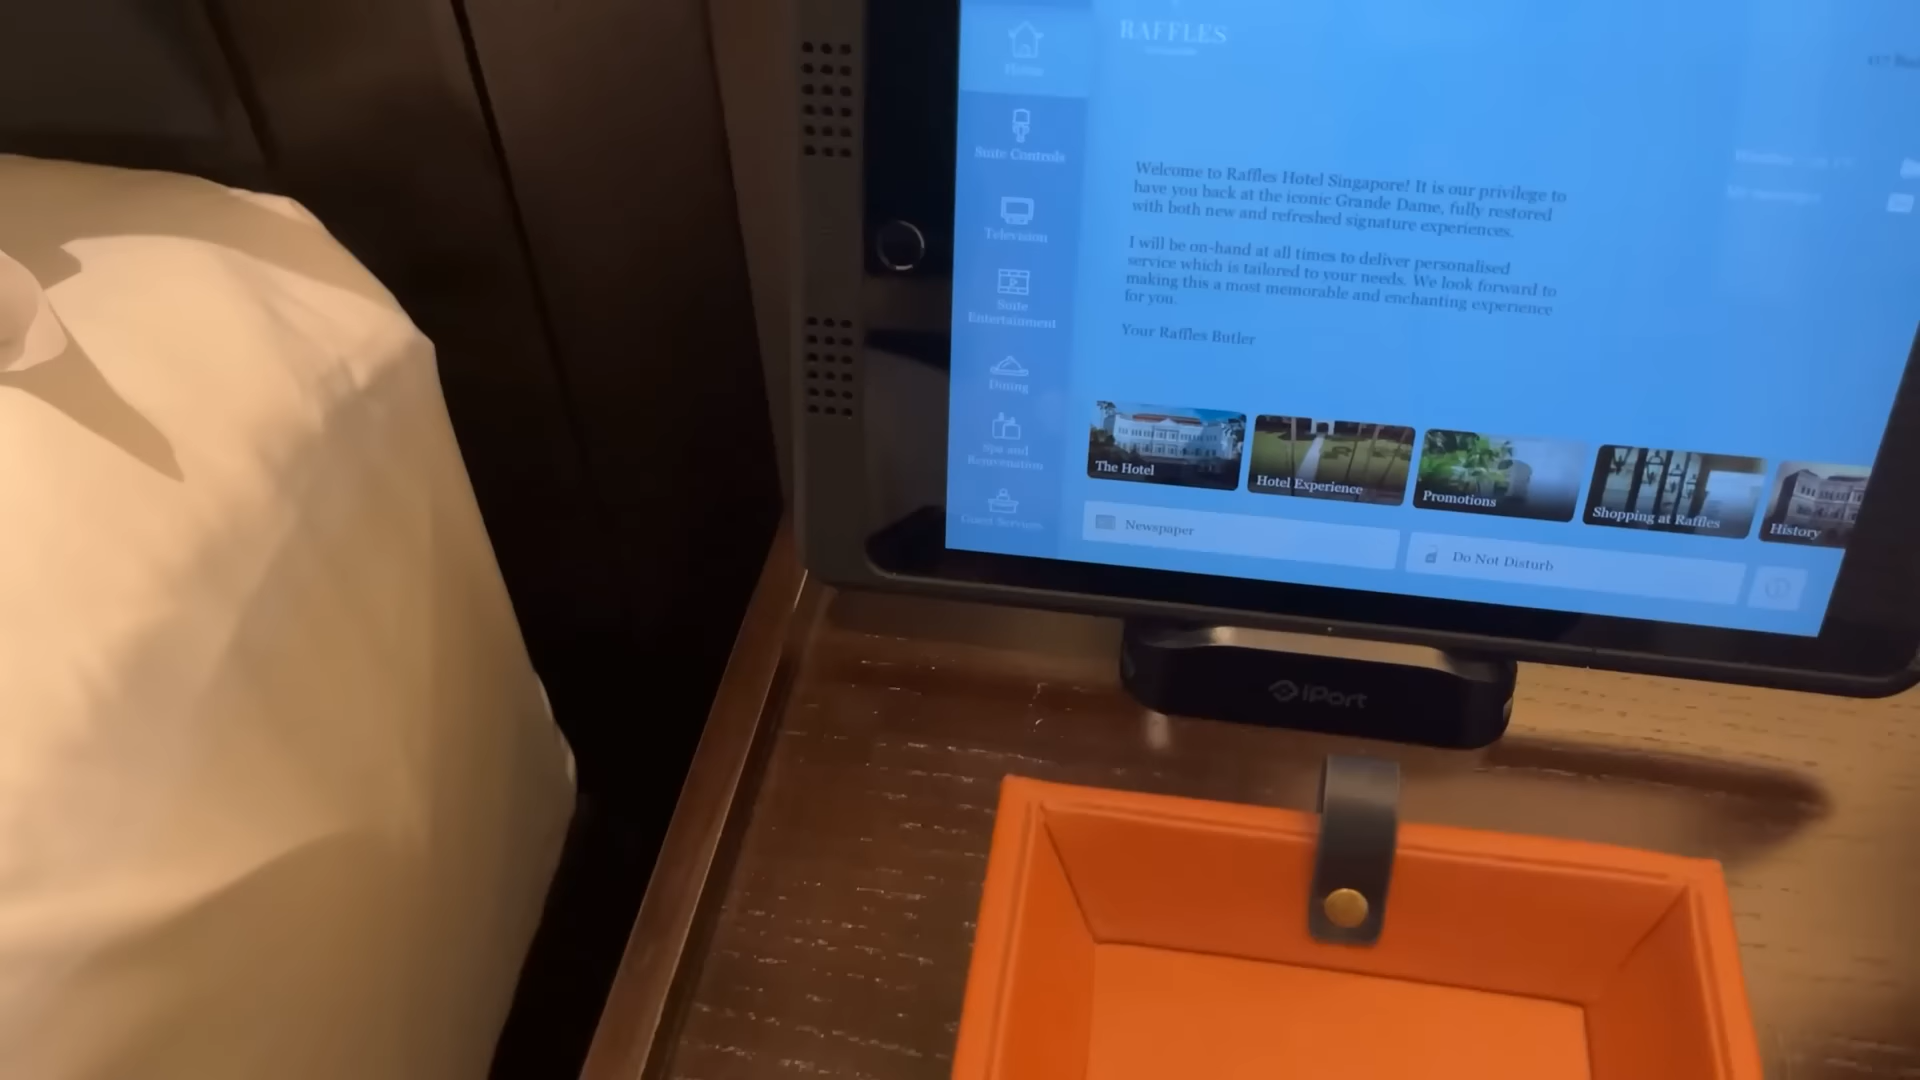 RAFFLES
Home
Suite Controls
Television
Suite
Entertainment
Dining
Spa and
Rejuvenation
Guest Services
Welcome to Raffles Hotel Singapore! It is our privilege to
have you back at the iconic Grande Dame, fully restored
with both new and refreshed signature experiences.
I will be on-hand at all times to deliver personalised
service which is tailored to your needs. We look forward to
making this a most memorable and enchanting experience
for you.
Your Raffles Butler
The Hotel
Hotel Experience
Promotions
Shopping at Raffles
History
Newspaper
Do Not Disturb
iPort